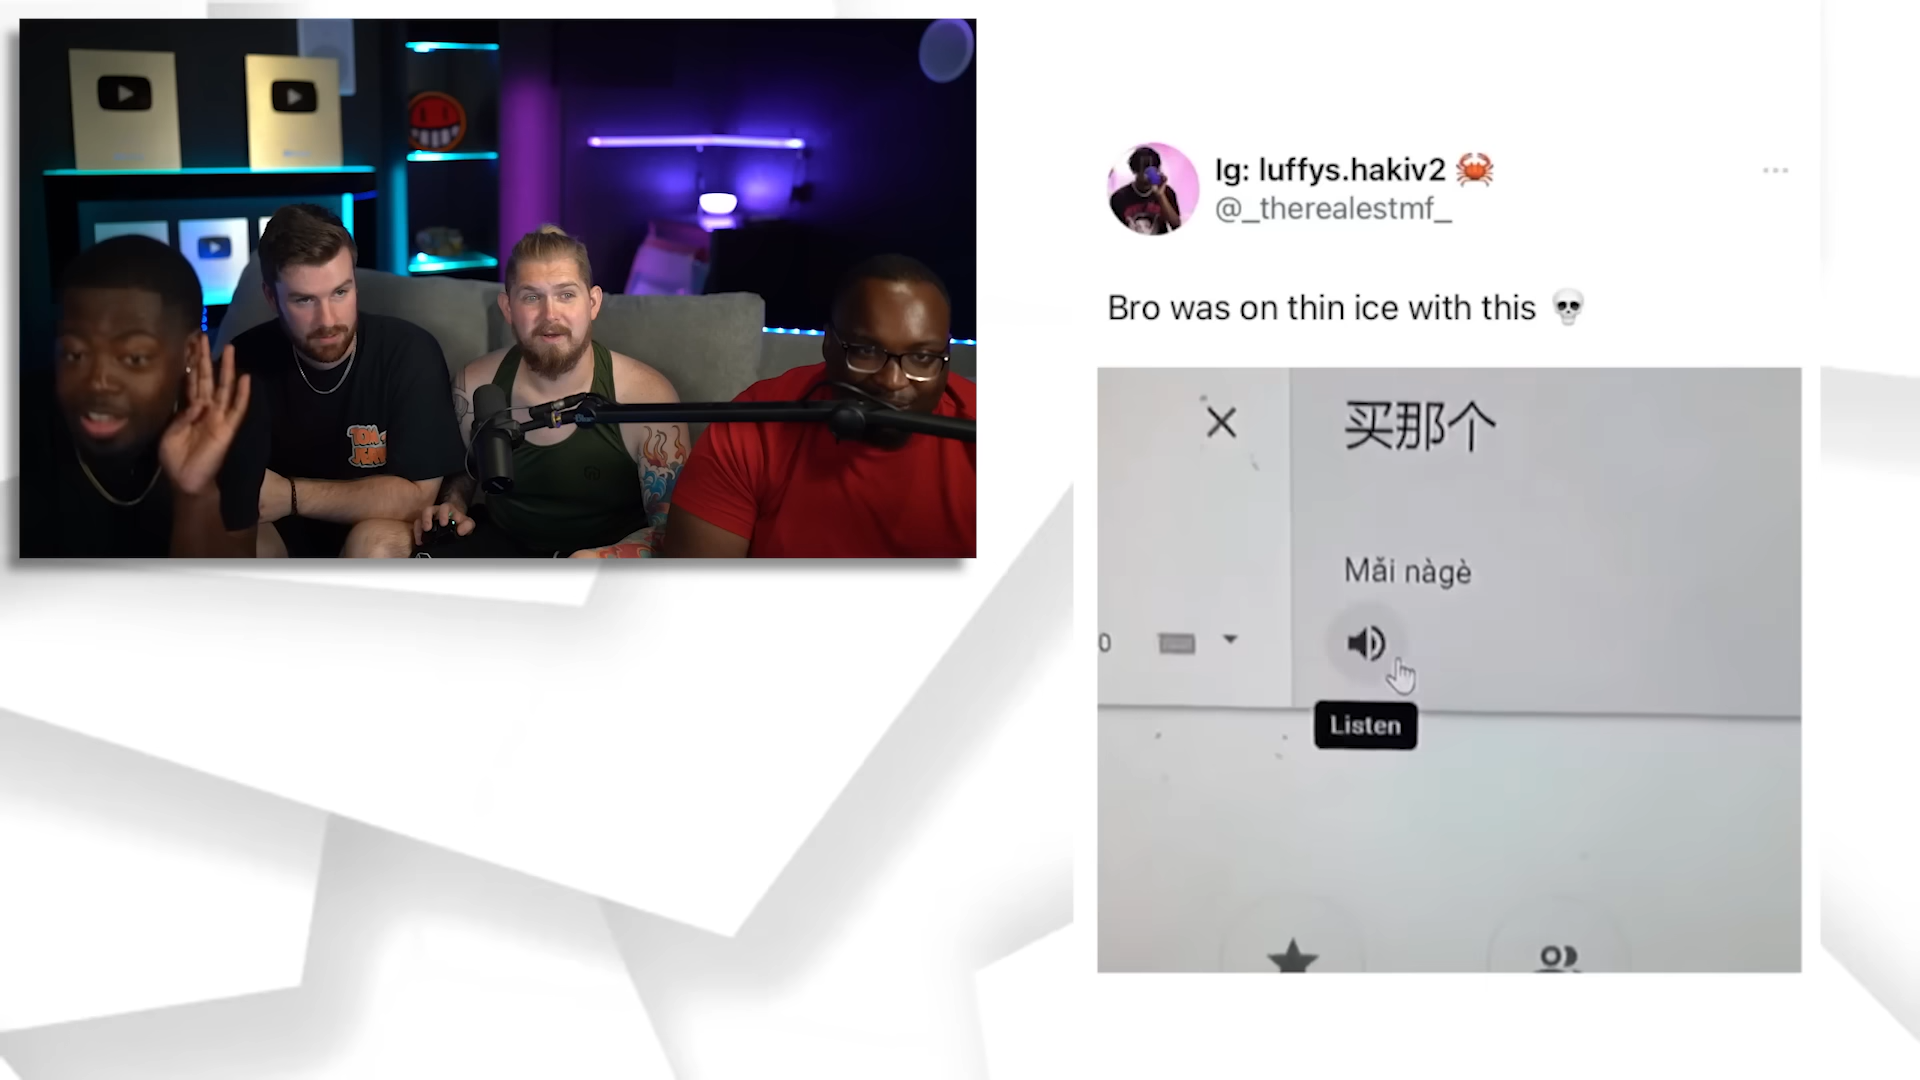 Ig: luffys.hakiv2 🦀
@_therealestmf_
Bro was on thin ice with this 💀
买那个
Mǎi nàgè
Listen